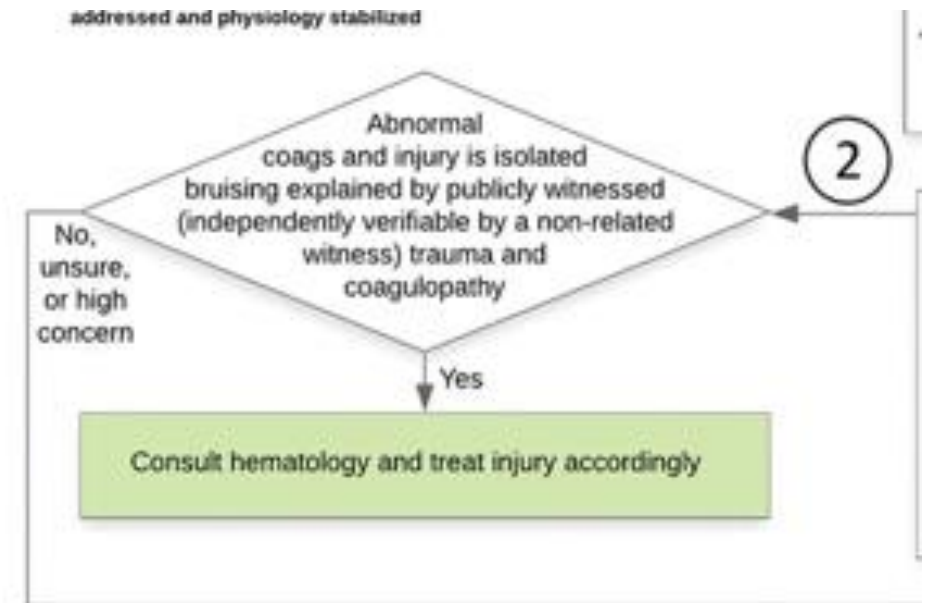 addressed and physiology stabilized
Abnormal
coags and injury is isolated
bruising explained by publicly witnessed
(independently verifiable by a non-related
witness) trauma and
coagulopathy
2
No,
unsure,
or high
concern
Yes
Consult hematology and treat injury accordingly